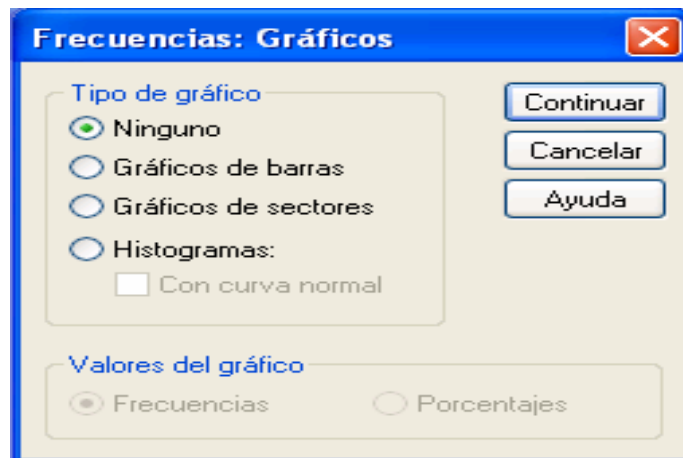 Frecuencias: Gráficos
Tipo de gráfico
Ninguno
Gráficos de barras
Gráficos de sectores
Histogramas:
Con curva normal
Continuar
Cancelar
Ayuda
Valores del gráfico
Frecuencias
Porcentajes